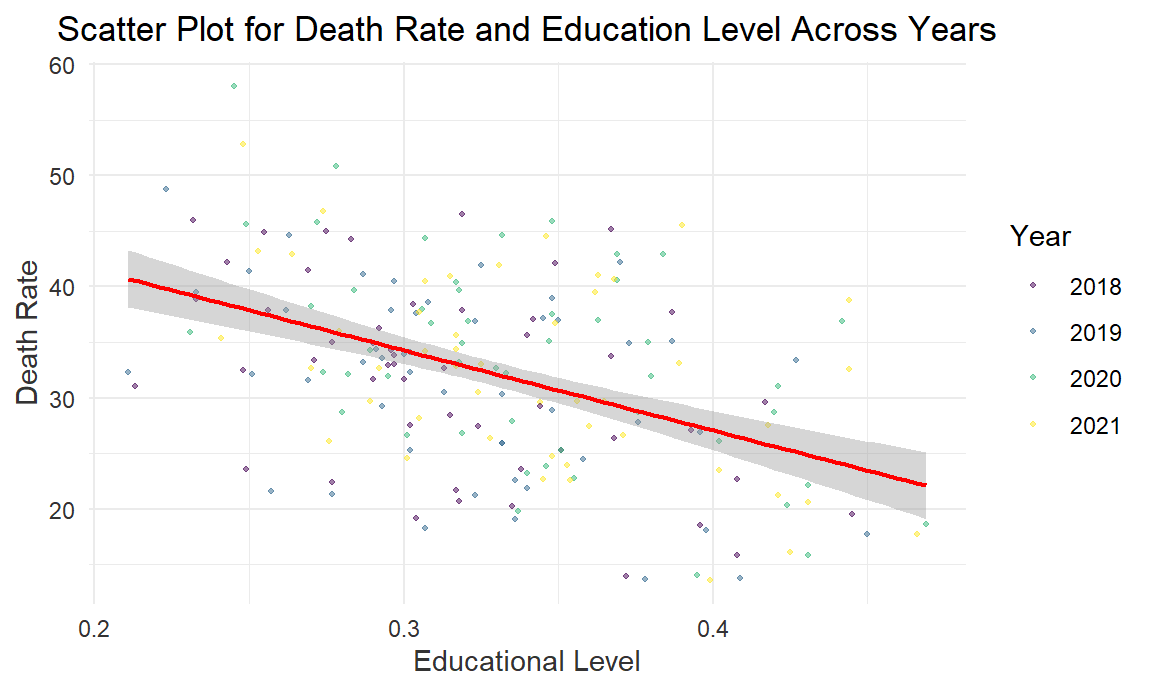 Scatter Plot for Death Rate and Education Level Across Years
60
50
40
30
20
Death Rate
0.2 0.3 0.4
Educational Level
Year
2018
2019
2020
2021